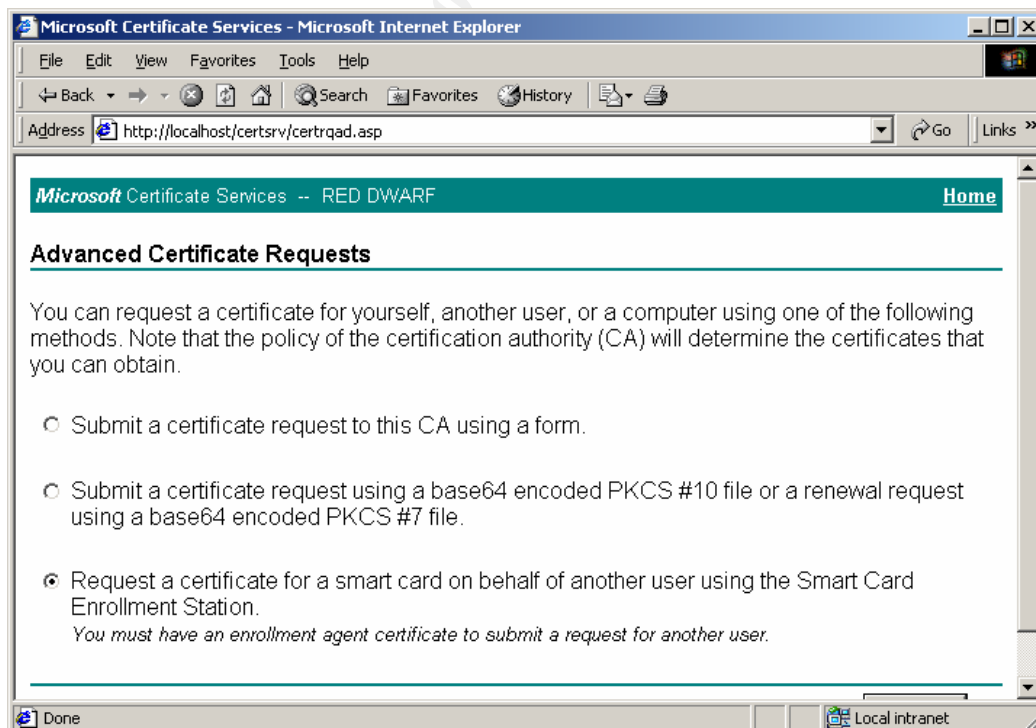 Microsoft Certificate Services - Microsoft Internet Explorer
File Edit View Favorites Tools Help
Back Search Favorites History
Address http://localhost/certsrv/certrqad.asp Go Links »
Microsoft Certificate Services -- RED DWARF Home
Advanced Certificate Requests
You can request a certificate for yourself, another user, or a computer using one of the following
methods. Note that the policy of the certification authority (CA) will determine the certificates that
you can obtain.
Submit a certificate request to this CA using a form.
Submit a certificate request using a base64 encoded PKCS #10 file or a renewal request
using a base64 encoded PKCS #7 file.
Request a certificate for a smart card on behalf of another user using the Smart Card
Enrollment Station.
You must have an enrollment agent certificate to submit a request for another user.
Done Local intranet